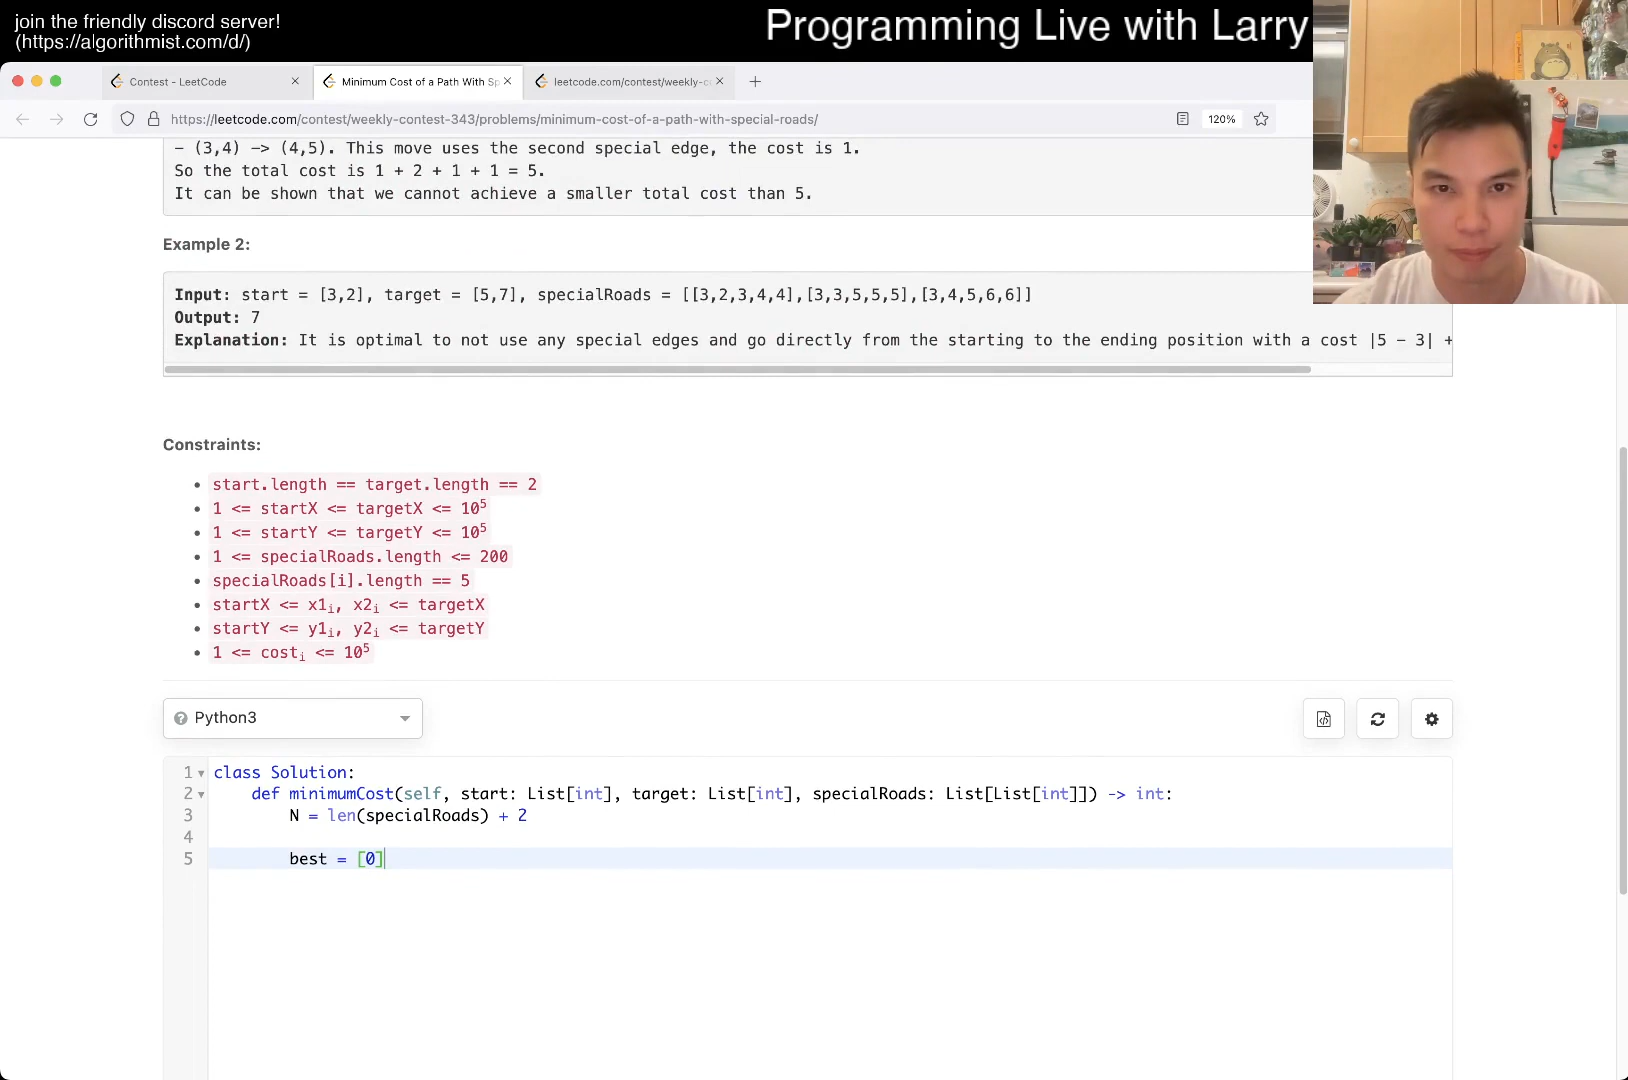 join the friendly discord server!
(https://algorithmist.com/d/)
Programming Live with Larry
Contest - LeetCode
Minimum Cost of a Path With Sp
leetcode.com/contest/weekly-c
https://leetcode.com/contest/weekly-contest-343/problems/minimum-cost-of-a-path-with-special-roads/
120%
- (3,4) -> (4,5). This move uses the second special edge, the cost is 1.
So the total cost is 1 + 2 + 1 + 1 = 5.
It can be shown that we cannot achieve a smaller total cost than 5.
Example 2:
Input: start = [3,2], target = [5,7], specialRoads = [[3,2,3,4,4],[3,3,5,5,5],[3,4,5,6,6]]
Output: 7
Explanation: It is optimal to not use any special edges and go directly from the starting to the ending position with a cost |5 - 3| +
Constraints:
• start.length == target.length == 2
• 1 <= startX <= targetX <= 10⁵
• 1 <= startY <= targetY <= 10⁵
• 1 <= specialRoads.length <= 200
• specialRoads[i].length == 5
• startX <= x1ᵢ, x2ᵢ <= targetX
• startY <= y1ᵢ, y2ᵢ <= targetY
• 1 <= costᵢ <= 10⁵
Python3
1 class Solution:
2 def minimumCost(self, start: List[int], target: List[int], specialRoads: List[List[int]]) -> int:
3 N = len(specialRoads) + 2
4
5 best = [0]